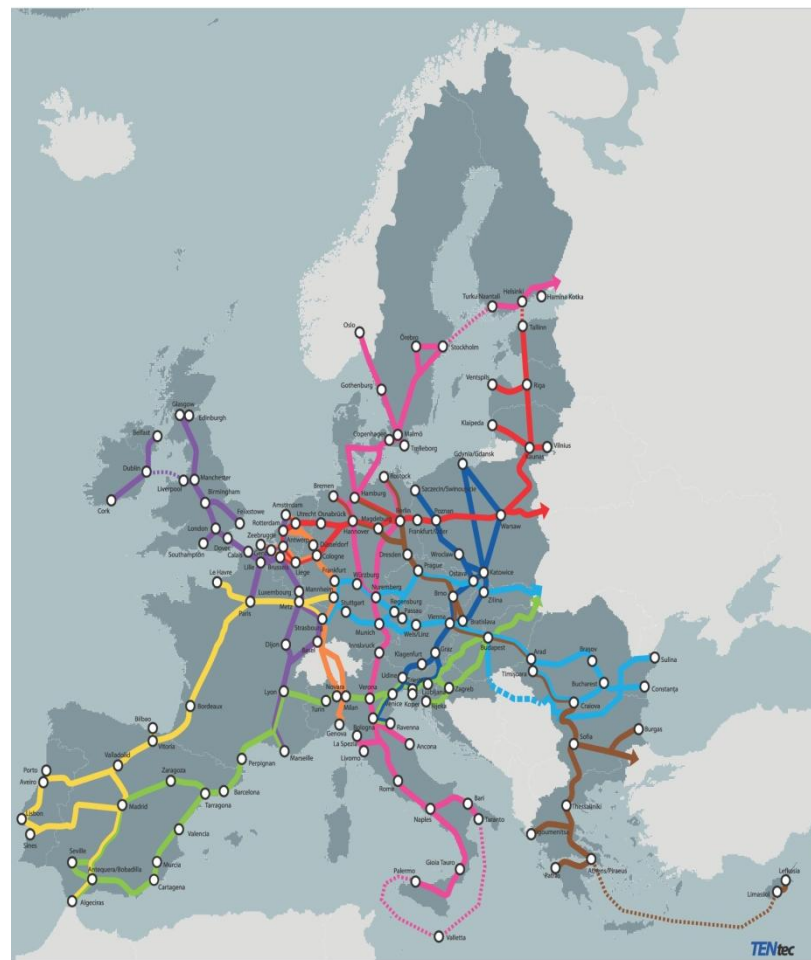 Oslo
Helsinki
Turku Naantali
Hamina Kotka
Tallinn
Örebro
Stockholm
Gothenburg
Ventspils
Riga
Glasgow
Edinburgh
Klaipeda
Belfast
Copenhagen
Malmö
Trelleborg
Vilnius
Kaunas
Gdynia/Gdansk
Dublin
Manchester
Liverpool
Rostock
Cork
Birmingham
Bremen
Hamburg
Szczecin/Swinoujscie
Felixstowe
Amsterdam
Utrecht
Osnabrück
Magdeburg
Berlin
Poznan
Warsaw
London
Rotterdam
Hannover
Frankfurt/Oder
Southampton
Dover
Zeebrugge
Antwerp
Düsseldorf
Calais
Cologne
Dresden
Wroclaw
Lille
Brussels
Liège
Frankfurt
Prague
Ostrava
Katowice
Le Havre
Luxembourg
Mannheim
Würzburg
Nuremberg
Brno
Zilina
Paris
Metz
Stuttgart
Regensburg
Passau
Strasbourg
Wels/Linz
Vienna
Bratislava
Munich
Budapest
Dijon
Basel
Innsbruck
Klagenfurt
Graz
Arad
Brasov
Sulina
Udine
Timișoara
Lyon
Novara
Milan
Verona
Venice
Koper
Ljubljana
Zagreb
Rijeka
Bucharest
Constanța
Turin
Craiova
Bordeaux
Genova
Bologna
Ravenna
Sofia
Burgas
Bilbao
Vitoria
La Spezia
Livorno
Ancona
Marseille
Valladolid
Perpignan
Porto
Aveiro
Zaragoza
Barcelona
Rome
Madrid
Tarragona
Bari
Naples
Taranto
Thessaloniki
Lisbon
Valencia
Igoumenitsa
Sines
Seville
Murcia
Gioia Tauro
Athens/Piraeus
Patras
Antequera/Bobadilla
Cartagena
Palermo
Lefkosia
Limassol
Algeciras
Valletta
TENtec